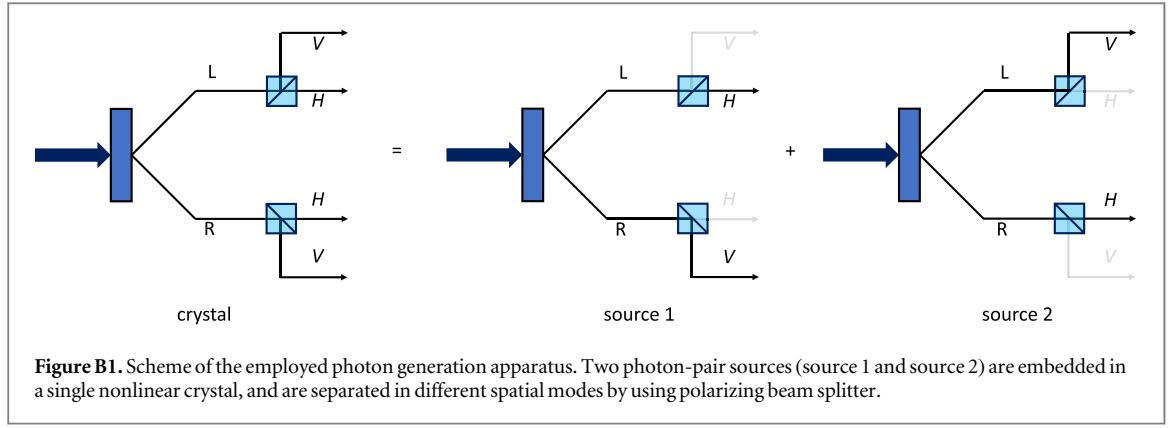 V
L
H
=
+
H
R
V
crystal
V
L
H
H
R
V
source 1
V
L
H
H
R
V
source 2
Figure B1. Scheme of the employed photon generation apparatus. Two photon-pair sources (source 1 and source 2) are embedded in
a single nonlinear crystal, and are separated in different spatial modes by using polarizing beam splitter.